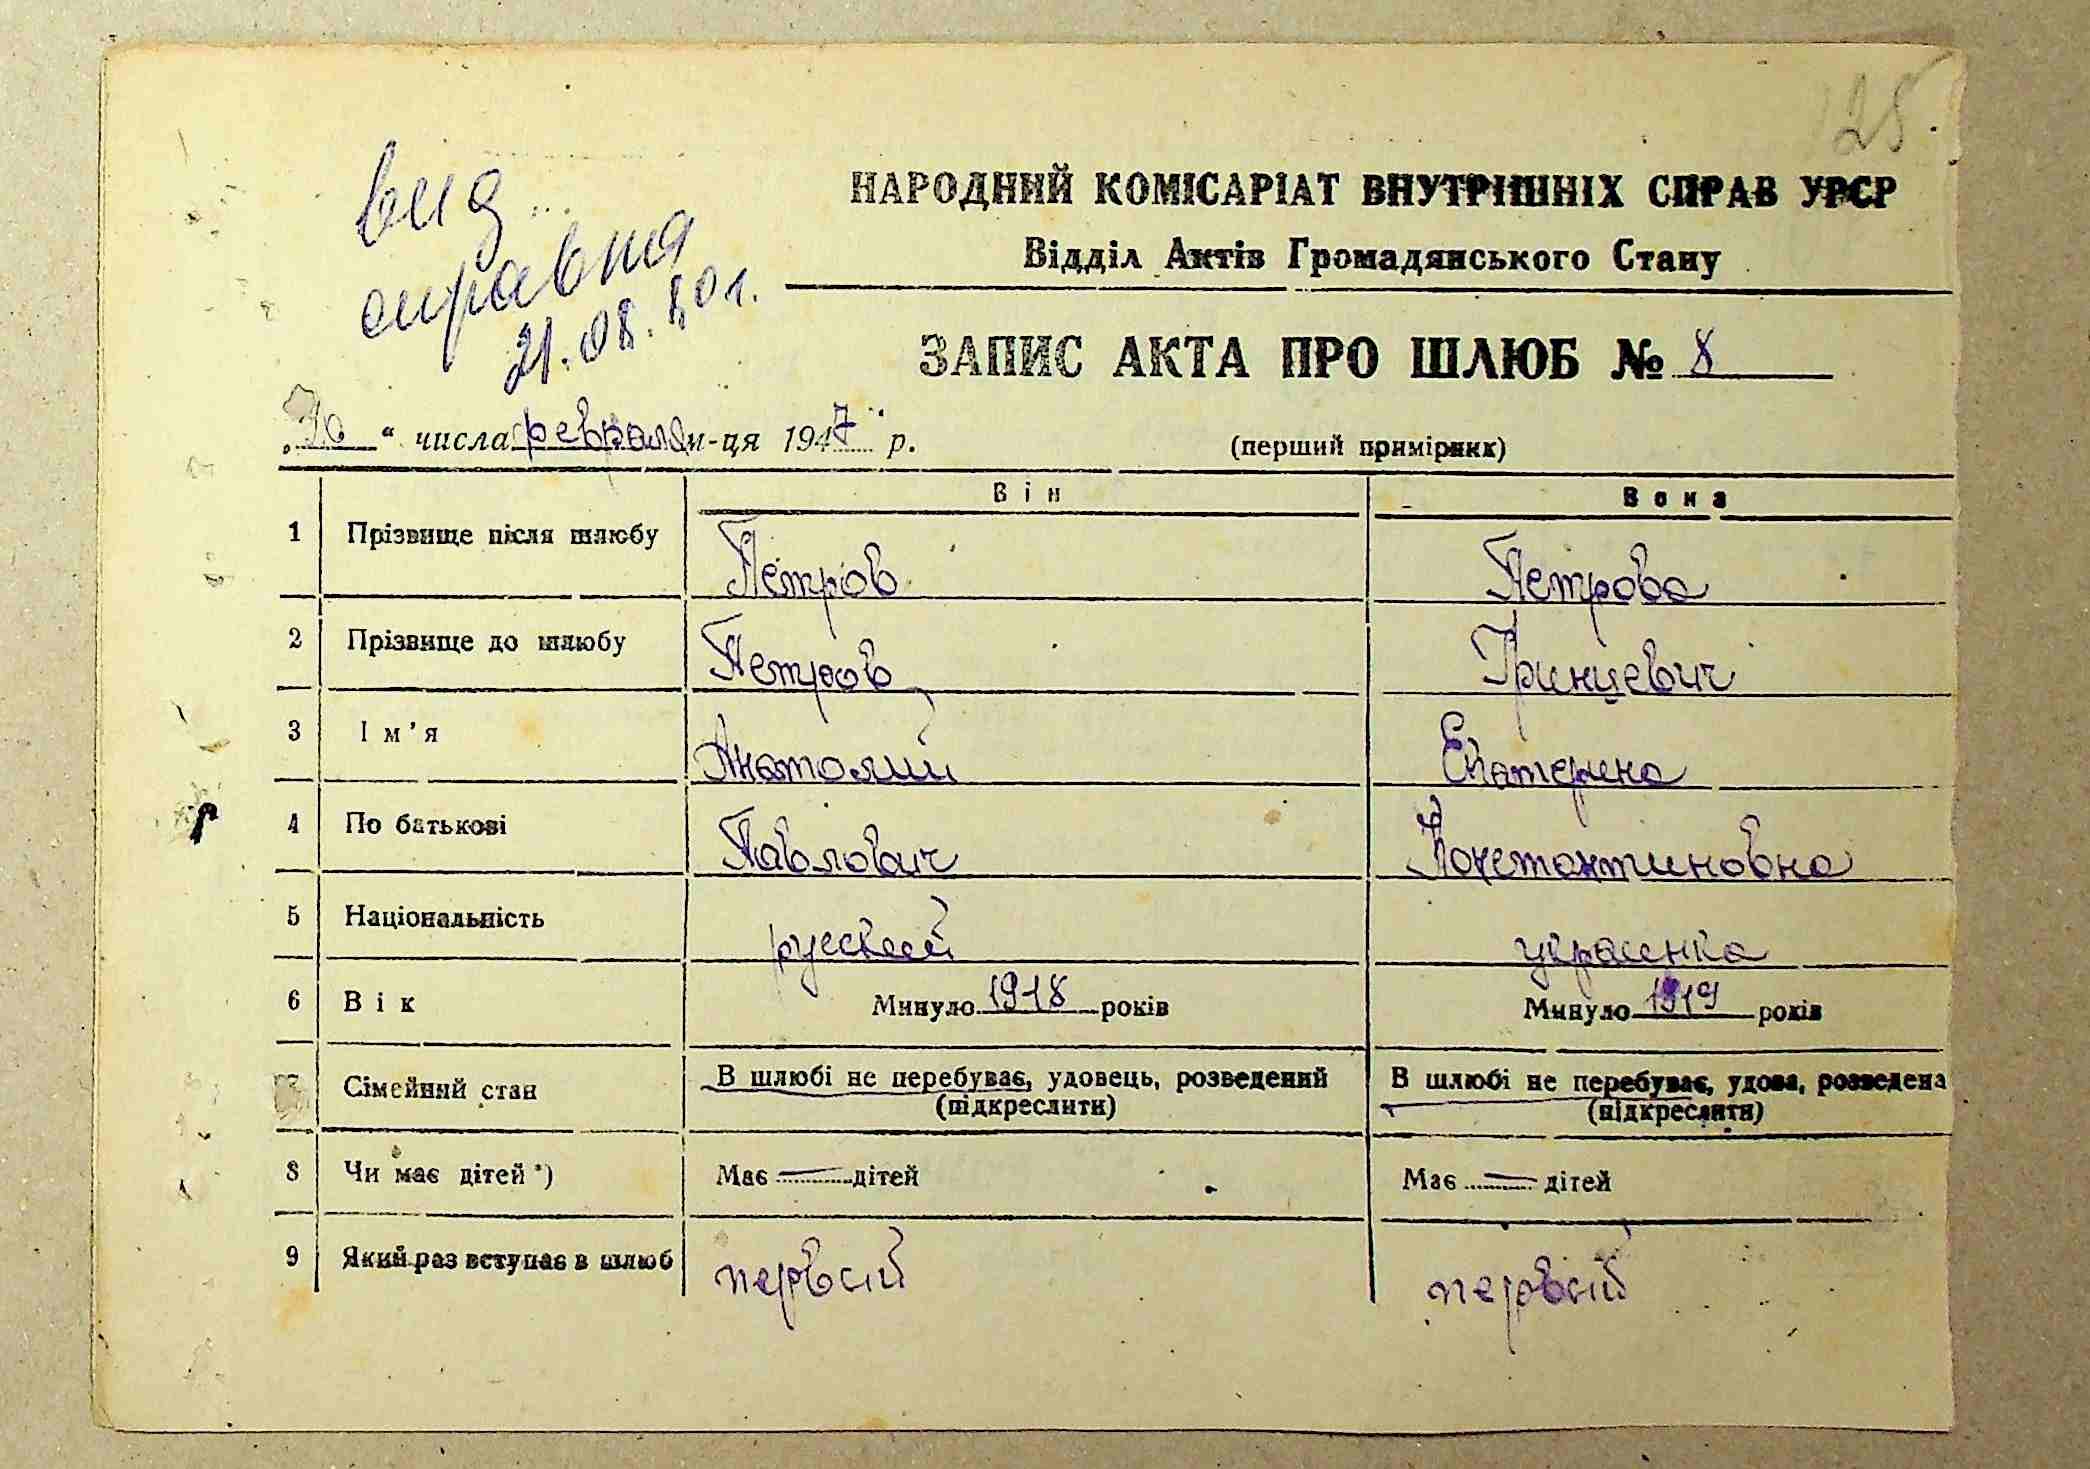 125
вид
справка
21.08.80г.
НАРОДНИЙ КОМІСАРІАТ ВНУТРІШНІХ СПРАВ УРСР
Відділ Актів Громадянського Стану
ЗАПИС АКТА ПРО ШЛЮБ № 8
„ “ числа февраля м-ця 1947 р. (перший примірник)
Він Вона
1 Прізвище після шлюбу Петров Петрова
2 Прізвище до шлюбу Петров Гринцевич
3 Ім'я Анатолий Екатерина
4 По батькові Павлович Константиновна
5 Національність русский украинка
6 Вік Минуло 1918 років Минуло 1919 років
Сімейний стан В шлюбі не перебуває, удовець, розведений В шлюбі не перебуває, удова, розведена
(підкреслити) (підкреслити)
8 Чи має дітей *) Має — дітей Має — дітей
9 Який раз вступає в шлюб первый первый